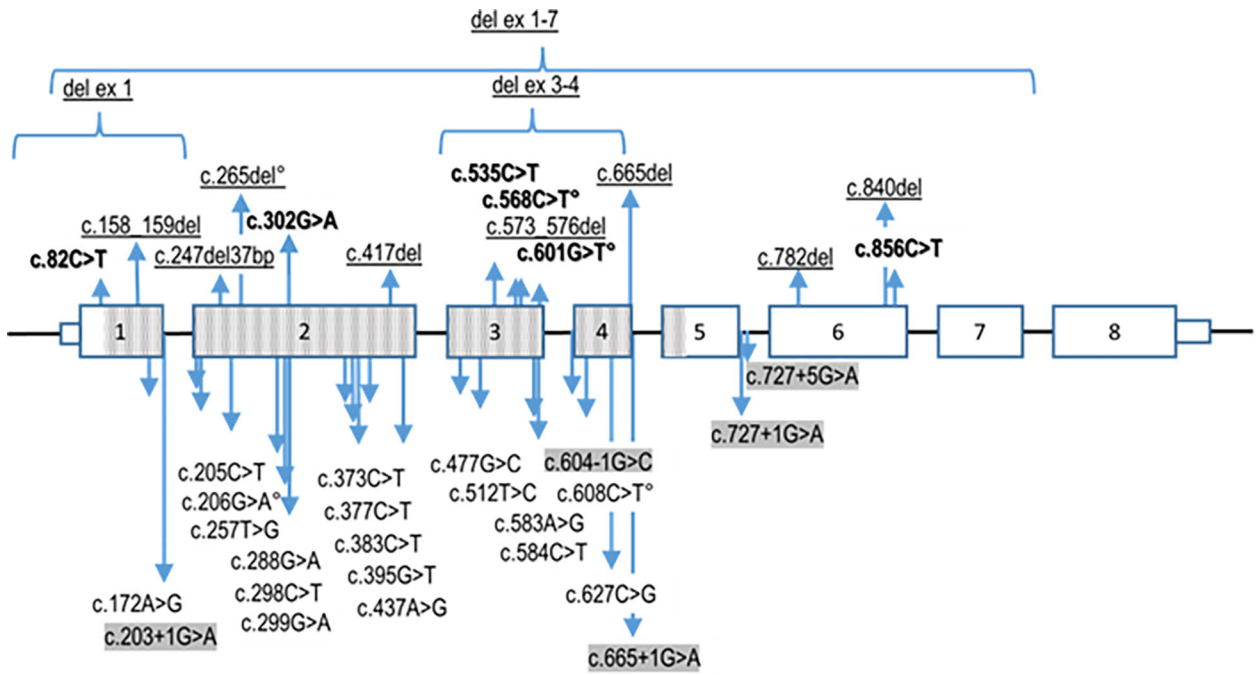 del ex 1-7
del ex 1
del ex 3-4
c.535C>T
c.665del
c.265del°
c.568C>T°
c.840del
c.158_159del
c.302G>A
c.573_576del
c.82C>T
c.247del37bp
c.417del
c.601G>T°
c.782del
c.856C>T
1 2 3 4 5 6 7 8
c.727+5G>A
c.727+1G>A
c.205C>T
c.206G>A°
c.257T>G
c.288G>A
c.298C>T
c.299G>A
c.373C>T
c.377C>T
c.383C>T
c.395G>T
c.437A>G
c.477G>C
c.512T>C
c.583A>G
c.584C>T
c.604-1G>C
c.608C>T°
c.627C>G
c.172A>G
c.203+1G>A
c.665+1G>A